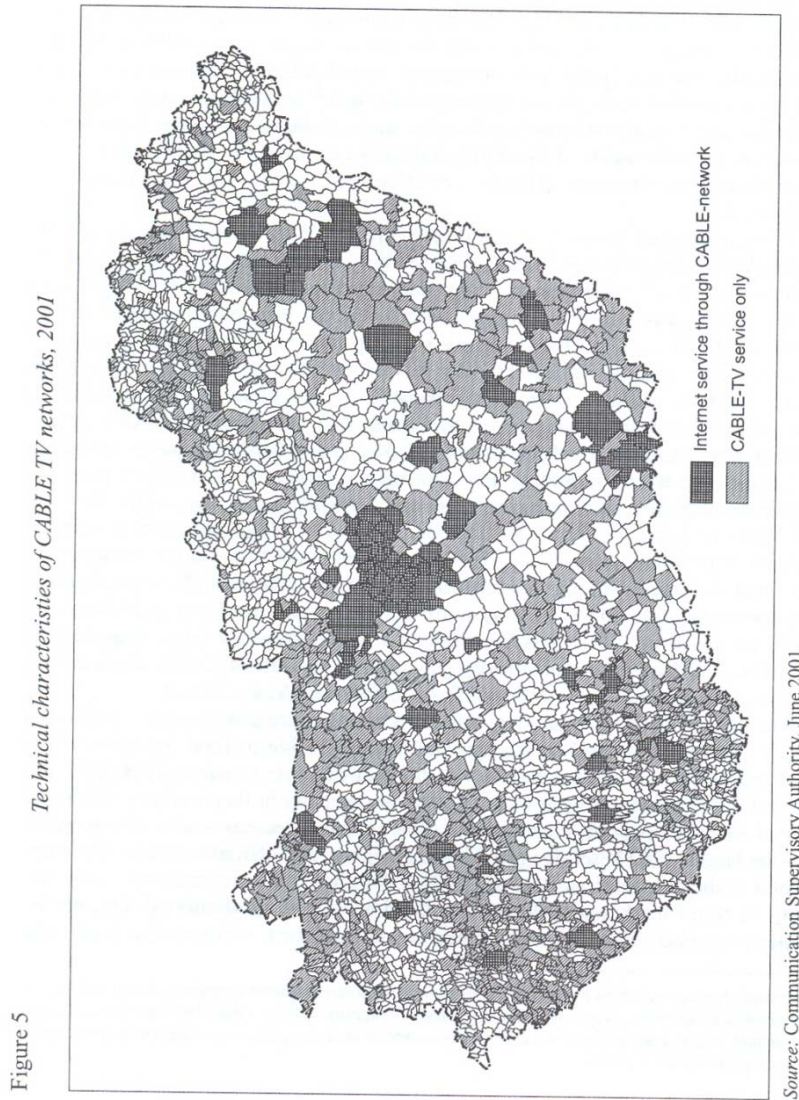 Figure 5
Technical characteristics of CABLE TV networks, 2001
Internet service through CABLE-network
CABLE-TV service only
Source: Communication Supervisory Authority, June 2001